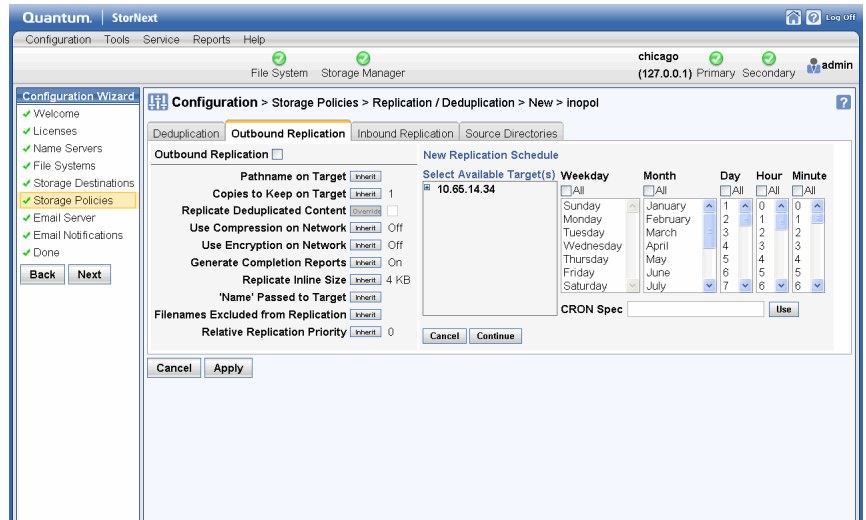 Quantum. StorNext Log Off
Configuration Tools Service Reports Help
File System Storage Manager chicago (127.0.0.1) Primary Secondary admin
Configuration Wizard
Welcome
Licenses
Name Servers
File Systems
Storage Destinations
Storage Policies
Email Server
Email Notifications
Done
Back Next
Configuration > Storage Policies > Replication / Deduplication > New > inopol ?
Deduplication Outbound Replication Inbound Replication Source Directories
Outbound Replication
Pathname on Target Inherit
Copies to Keep on Target Inherit 1
Replicate Deduplicated Content Override
Use Compression on Network Inherit Off
Use Encryption on Network Inherit Off
Generate Completion Reports Inherit On
Replicate Inline Size Inherit 4 KB
'Name' Passed to Target Inherit
Filenames Excluded from Replication Inherit
Relative Replication Priority Inherit 0
New Replication Schedule
Select Available Target(s) Weekday Month Day Hour Minute
10.65.14.34 All All All All All
Sunday January 1 0 0
Monday February 2 1 1
Tuesday March 3 2 2
Wednesday April 4 3 3
Thursday May 5 4 4
Friday June 6 5 5
Saturday July 7 6 6
CRON Spec Use
Cancel Continue
Cancel Apply